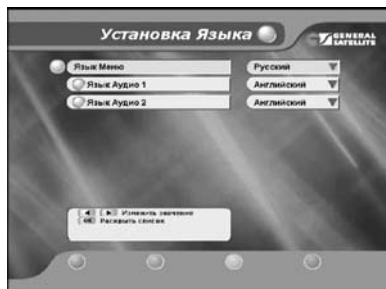 Установка Языка
GENERAL SATELLITE
Язык Меню
Русский
Язык Аудио 1
Английский
Язык Аудио 2
Английский
Изменить значение
OK Раскрыть список